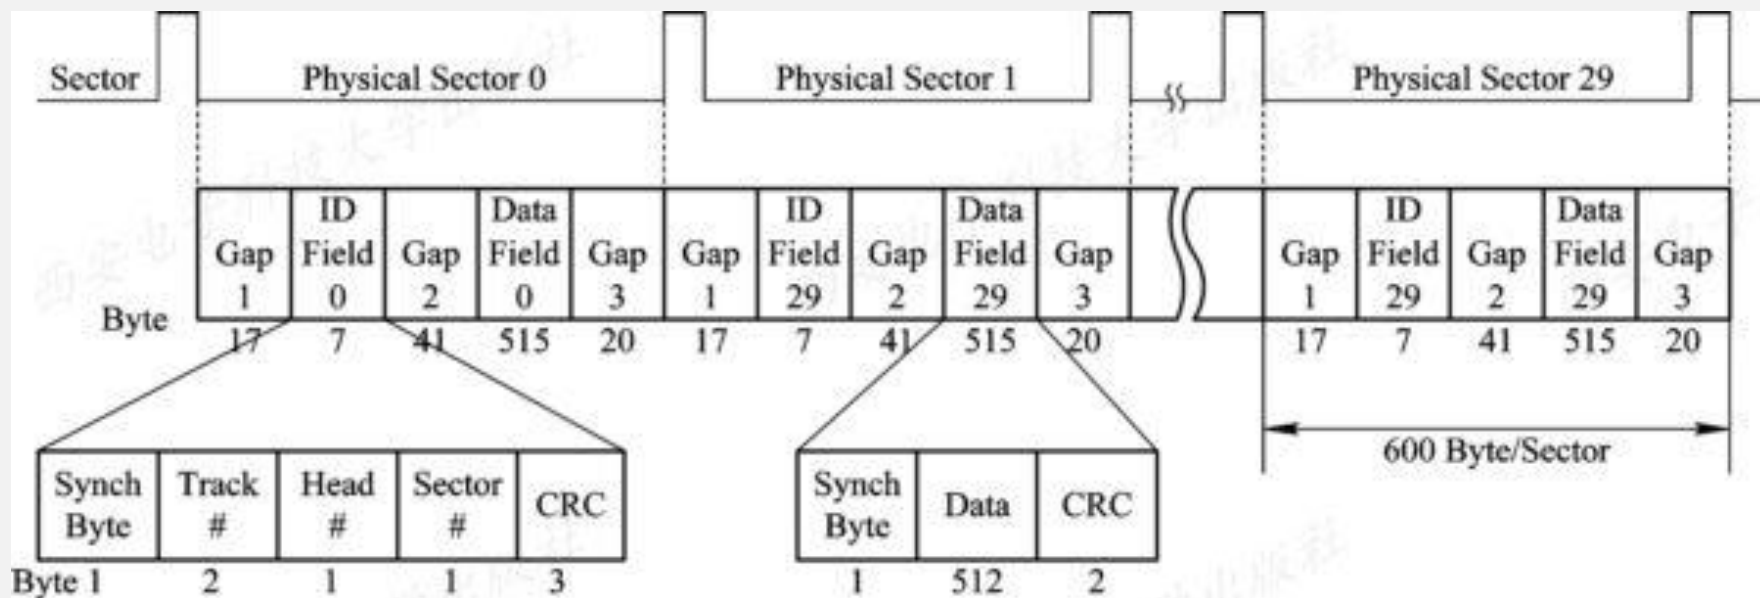 Sector
Physical Sector 0
Physical Sector 1
Physical Sector 29
Byte
Gap 1
ID Field 0
Gap 2
Data Field 0
Gap 3
Gap 1
ID Field 29
Gap 2
Data Field 29
Gap 3
Gap 1
ID Field 29
Gap 2
Data Field 29
Gap 3
17 7 41 515 20 17 7 41 515 20 17 7 41 515 20
600 Byte/Sector
Synch Byte
Track #
Head #
Sector #
CRC
Byte 1 2 1 1 3
Synch Byte
Data
CRC
1 512 2